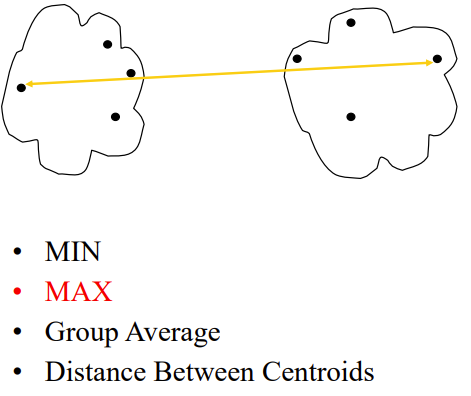 • MIN
• MAX
• Group Average
• Distance Between Centroids